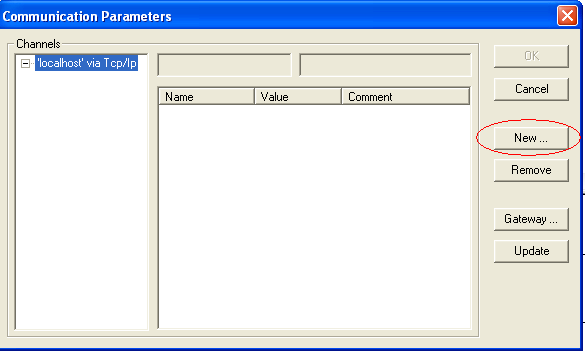 Communication Parameters
Channels
'localhost' via Tcp/Ip
Name Value Comment
OK
Cancel
New ...
Remove
Gateway ...
Update